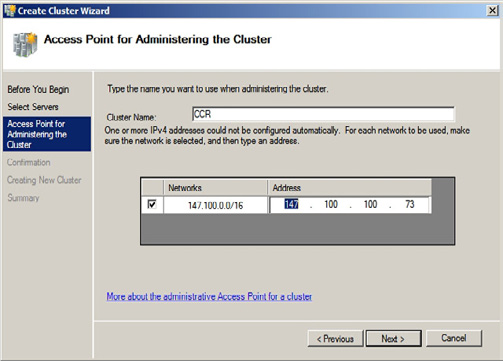 Create Cluster Wizard
Access Point for Administering the Cluster
Before You Begin
Select Servers
Access Point for
Administering the
Cluster
Confirmation
Creating New Cluster
Summary
Type the name you want to use when administering the cluster.
Cluster Name:
CCR
One or more IPv4 addresses could not be configured automatically. For each network to be used, make
sure the network is selected, and then type an address.
Networks Address
147.100.0.0/16 147 . 100 . 100 . 73
More about the administrative Access Point for a cluster
< Previous Next > Cancel